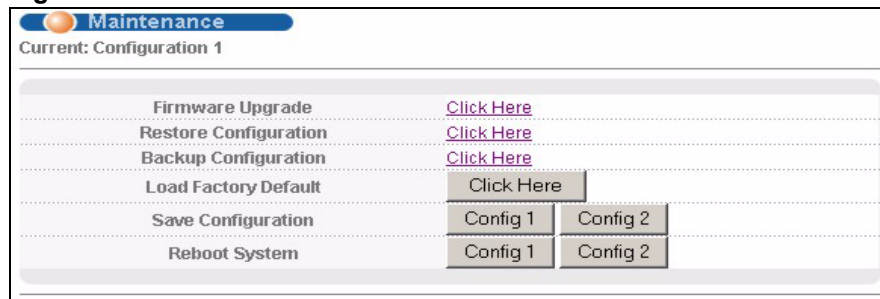 Maintenance
Current: Configuration 1
Firmware Upgrade Click Here
Restore Configuration Click Here
Backup Configuration Click Here
Load Factory Default Click Here
Save Configuration Config 1 Config 2
Reboot System Config 1 Config 2